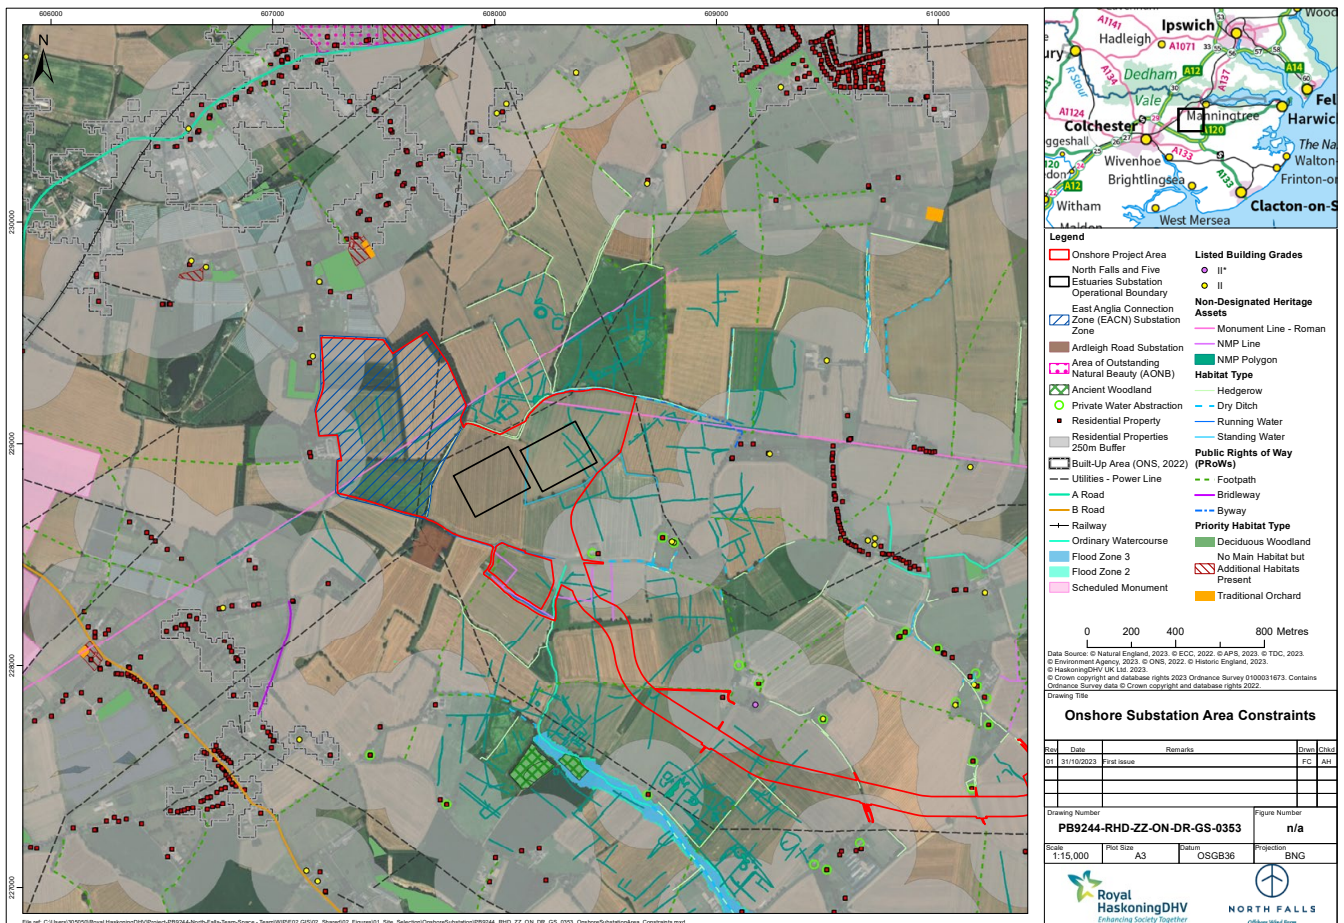 606000
607000
608000
609000
610000
N
230000
229000
228000
227000
A1141
Ipswich
Hadleigh
A1071
A12
A14
A134
A137
Dedham
Vale
R Stour
A1124
Manningtree
Harwich
Colchester
A120
Wivenhoe
A133
Brightlingsea
A133
Witham
A12
West Mersea
Legend
Onshore Project Area
North Falls and Five
Estuaries Substation
Operational Boundary
East Anglia Connection
Zone (EACN) Substation
Zone
Ardleigh Road Substation
Area of Outstanding
Natural Beauty (AONB)
Ancient Woodland
Private Water Abstraction
Residential Property
Residential Properties
250m Buffer
Built-Up Area (ONS, 2022)
Utilities - Power Line
A Road
B Road
Railway
Ordinary Watercourse
Flood Zone 3
Flood Zone 2
Scheduled Monument
Listed Building Grades
II*
II
Non-Designated Heritage
Assets
Monument Line - Roman
NMP Line
NMP Polygon
Habitat Type
Hedgerow
Dry Ditch
Running Water
Standing Water
Public Rights of Way
(PRoWs)
Footpath
Bridleway
Byway
Priority Habitat Type
Deciduous Woodland
No Main Habitat but
Additional Habitats
Present
Traditional Orchard
0 200 400 800 Metres
Data Source: © Natural England, 2023. © ECC, 2022. © APS, 2023. © TDC, 2023.
© Environment Agency, 2023. © ONS, 2022. © Historic England, 2023.
© HaskoningDHV UK Ltd. 2023.
© Crown copyright and database rights 2023 Ordnance Survey 0100031673. Contains
Ordnance Survey data © Crown copyright and database rights 2022.
Drawing Title
Onshore Substation Area Constraints
Rev Date Remarks Drwn Chkd
01 31/10/2023 First issue FC AH
Drawing Number
PB9244-RHD-ZZ-ON-DR-GS-0353
Figure Number
n/a
Scale
1:15,000
Plot Size
A3
Datum
OSGB36
Projection
BNG
Royal
HaskoningDHV
Enhancing Society Together
NORTH FALLS
Offshore Wind Farm